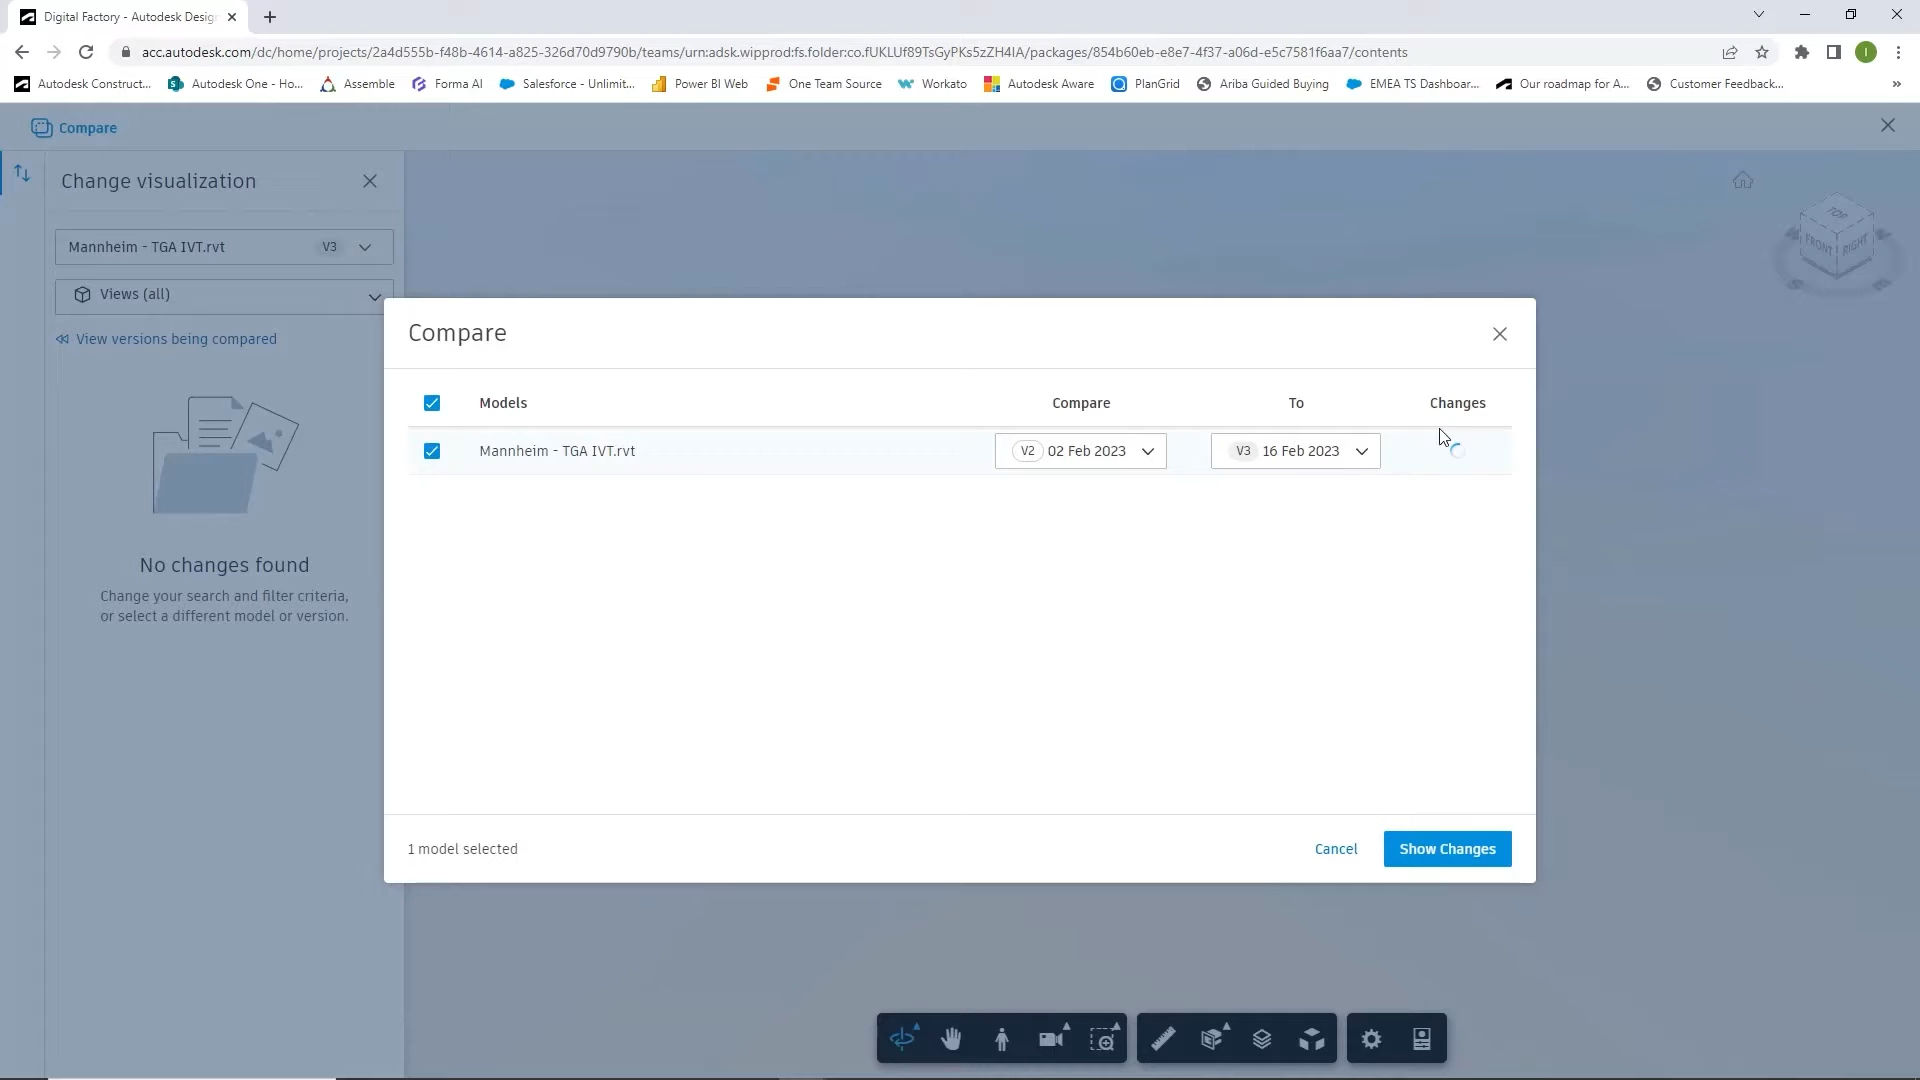 Digital Factory - Autodesk Desig
acc.autodesk.com/dc/home/projects/2a4d555b-f48b-4614-a825-326d70d9790b/teams/urn:adsk.wipprod:fs.folder:co.fUKLUf89TsGyPKs5zZH4IA/packages/854b60eb-e8e7-4f37-a06d-e5c7581f6aa7/contents
I
Autodesk Construct...
Autodesk One - Ho...
Assemble
Forma AI
Salesforce - Unlimit...
Power BI Web
One Team Source
Workato
Autodesk Aware
PlanGrid
Ariba Guided Buying
EMEA TS Dashboar...
Our roadmap for A...
Customer Feedback...
Compare
Change visualization
Mannheim - TGA IVT.rvt V3
Views (all)
View versions being compared
No changes found
Change your search and filter criteria,
or select a different model or version.
TOP
FRONT
RIGHT
Compare
Models Compare To Changes
Mannheim - TGA IVT.rvt V2 02 Feb 2023 V3 16 Feb 2023
1 model selected
Cancel
Show Changes